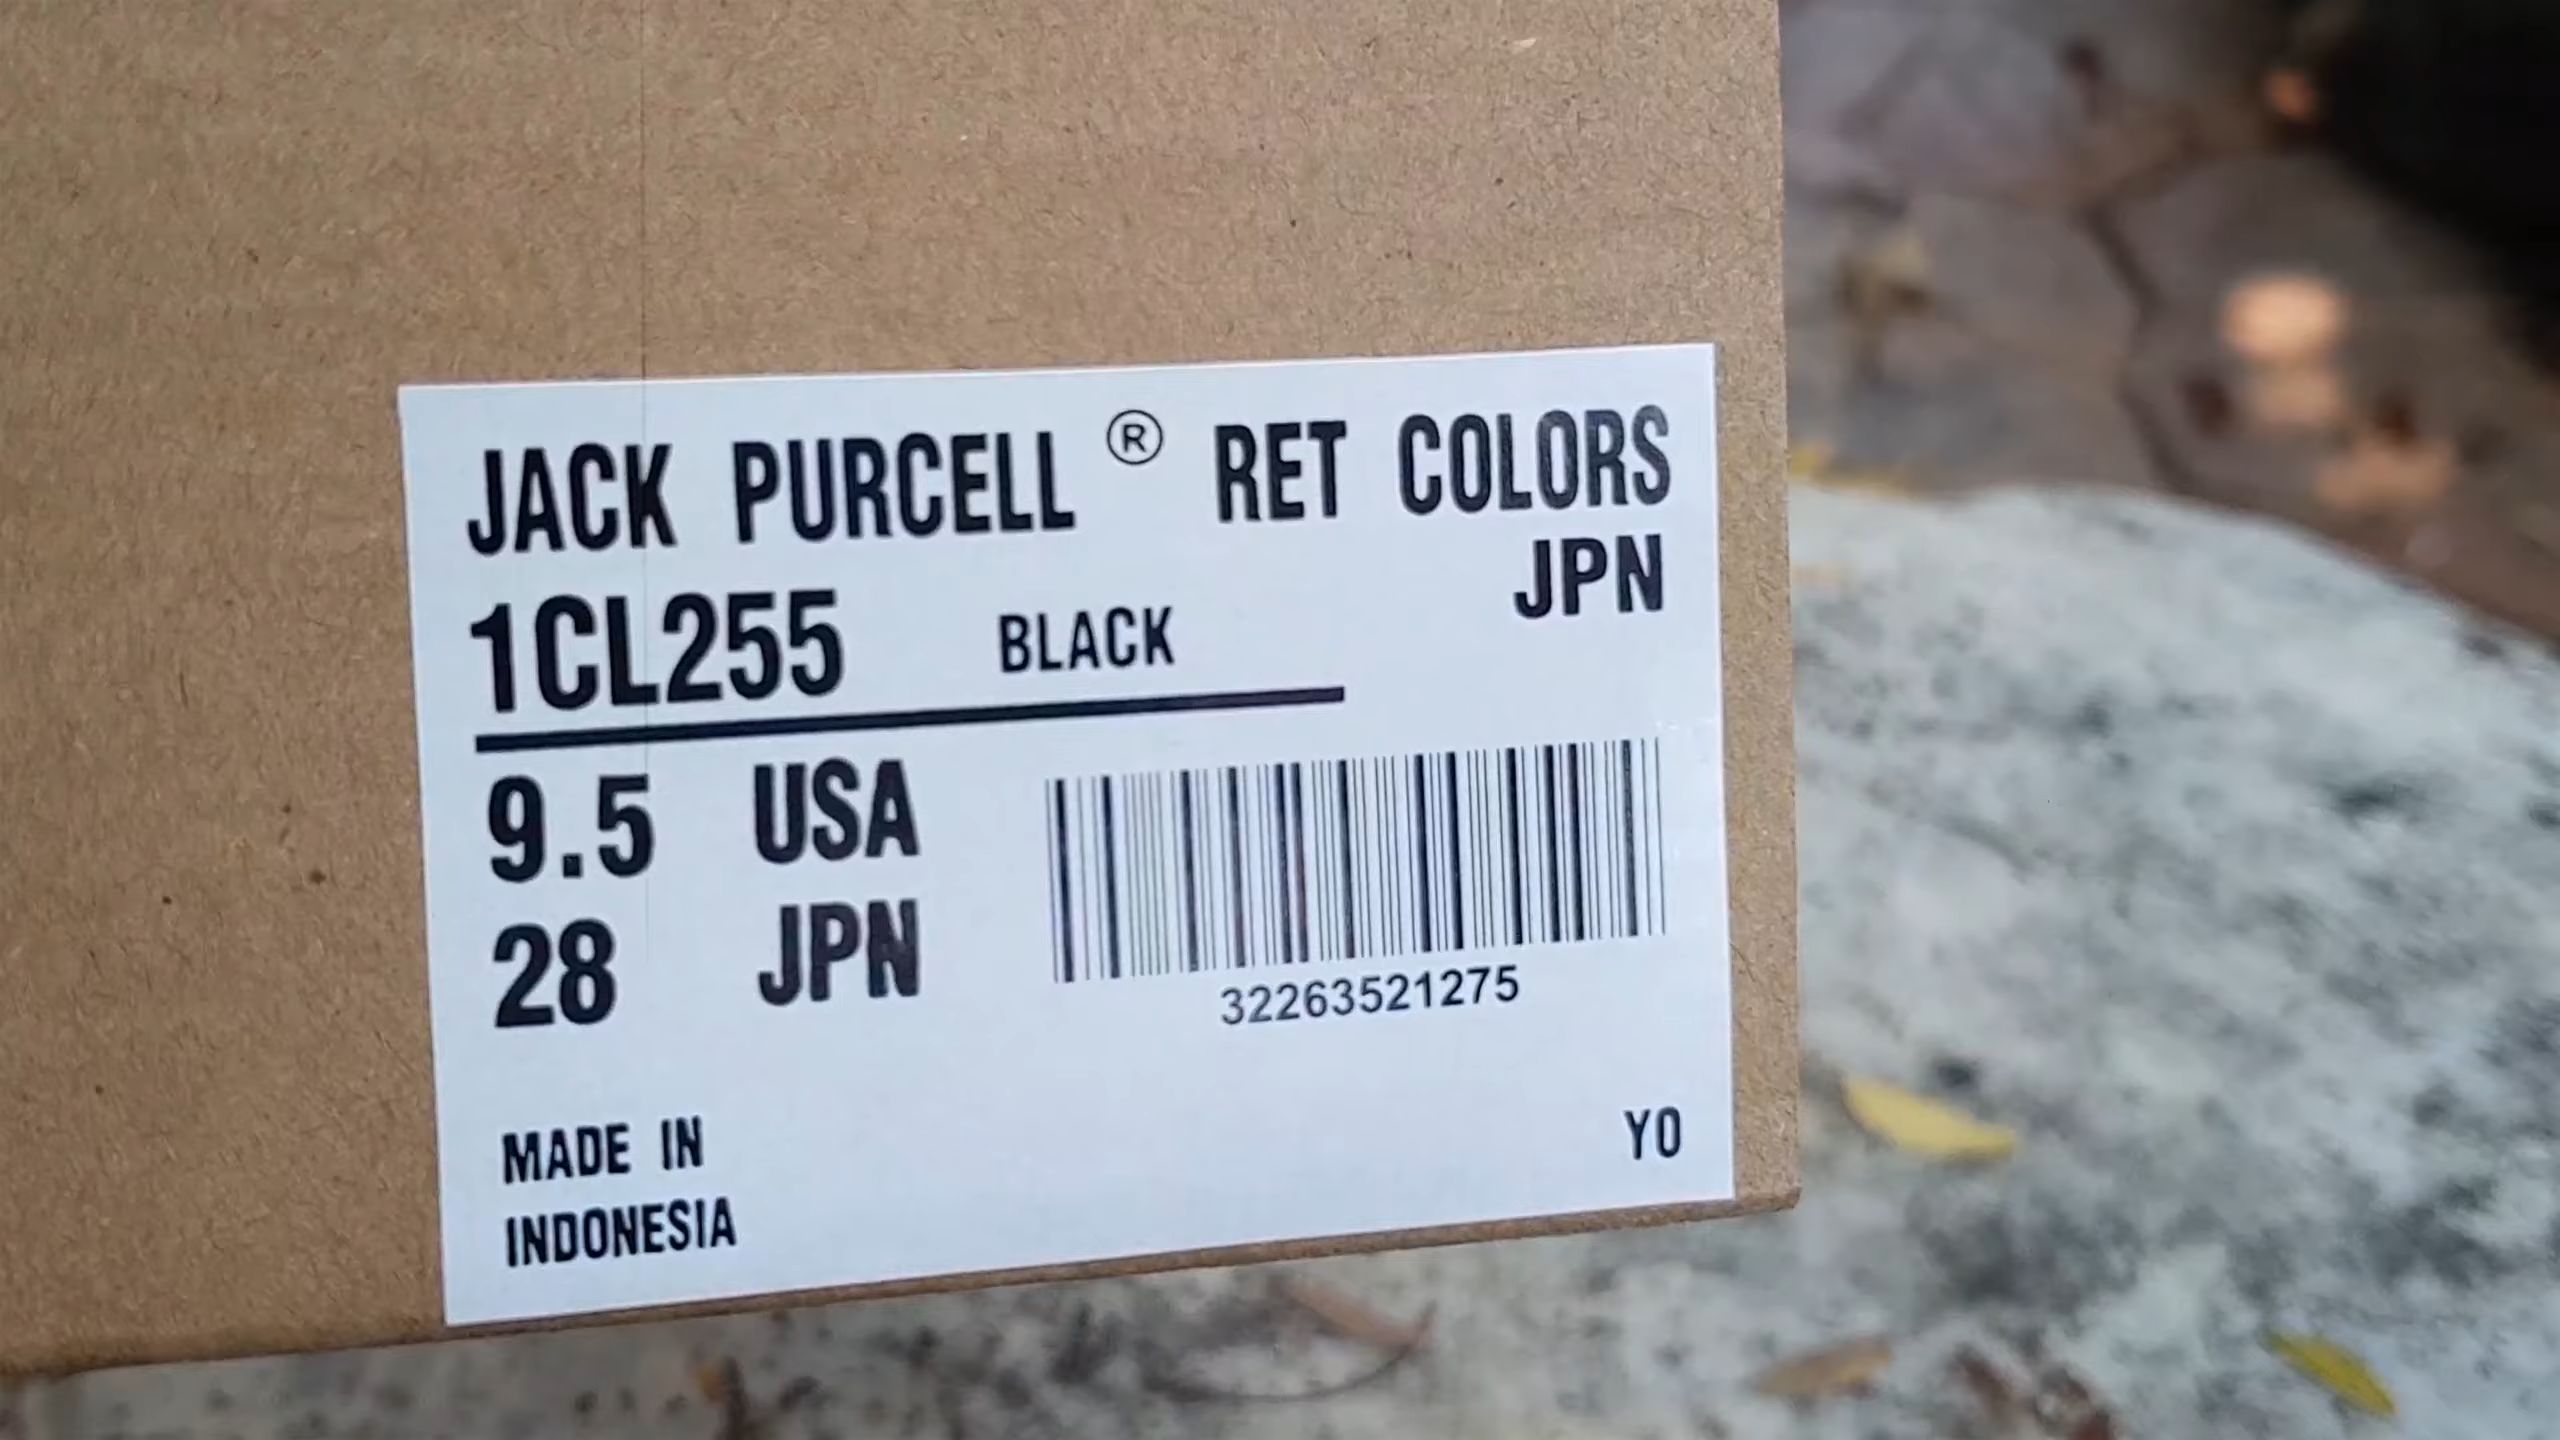 JACK PURCELL ® RET COLORS
JPN
1CL255 BLACK
9.5 USA
28 JPN
32263521275
MADE IN
INDONESIA
YO